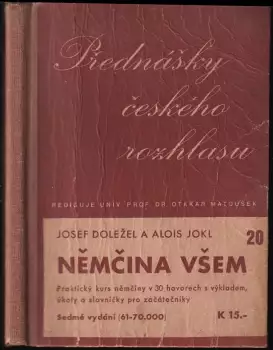 Přednášky
českého
rozhlasu
REDIGUJE UNIV. PROF. DR OTAKAR MATOUŠEK
JOSEF DOLEŽEL A ALOIS JOKL
20
NĚMČINA VŠEM
Praktický kurs němčiny v 30 hovorech s výkladem,
úkoly a slovníčky pro začátečníky
Sedmé vydání (61-70.000)
K 15.-